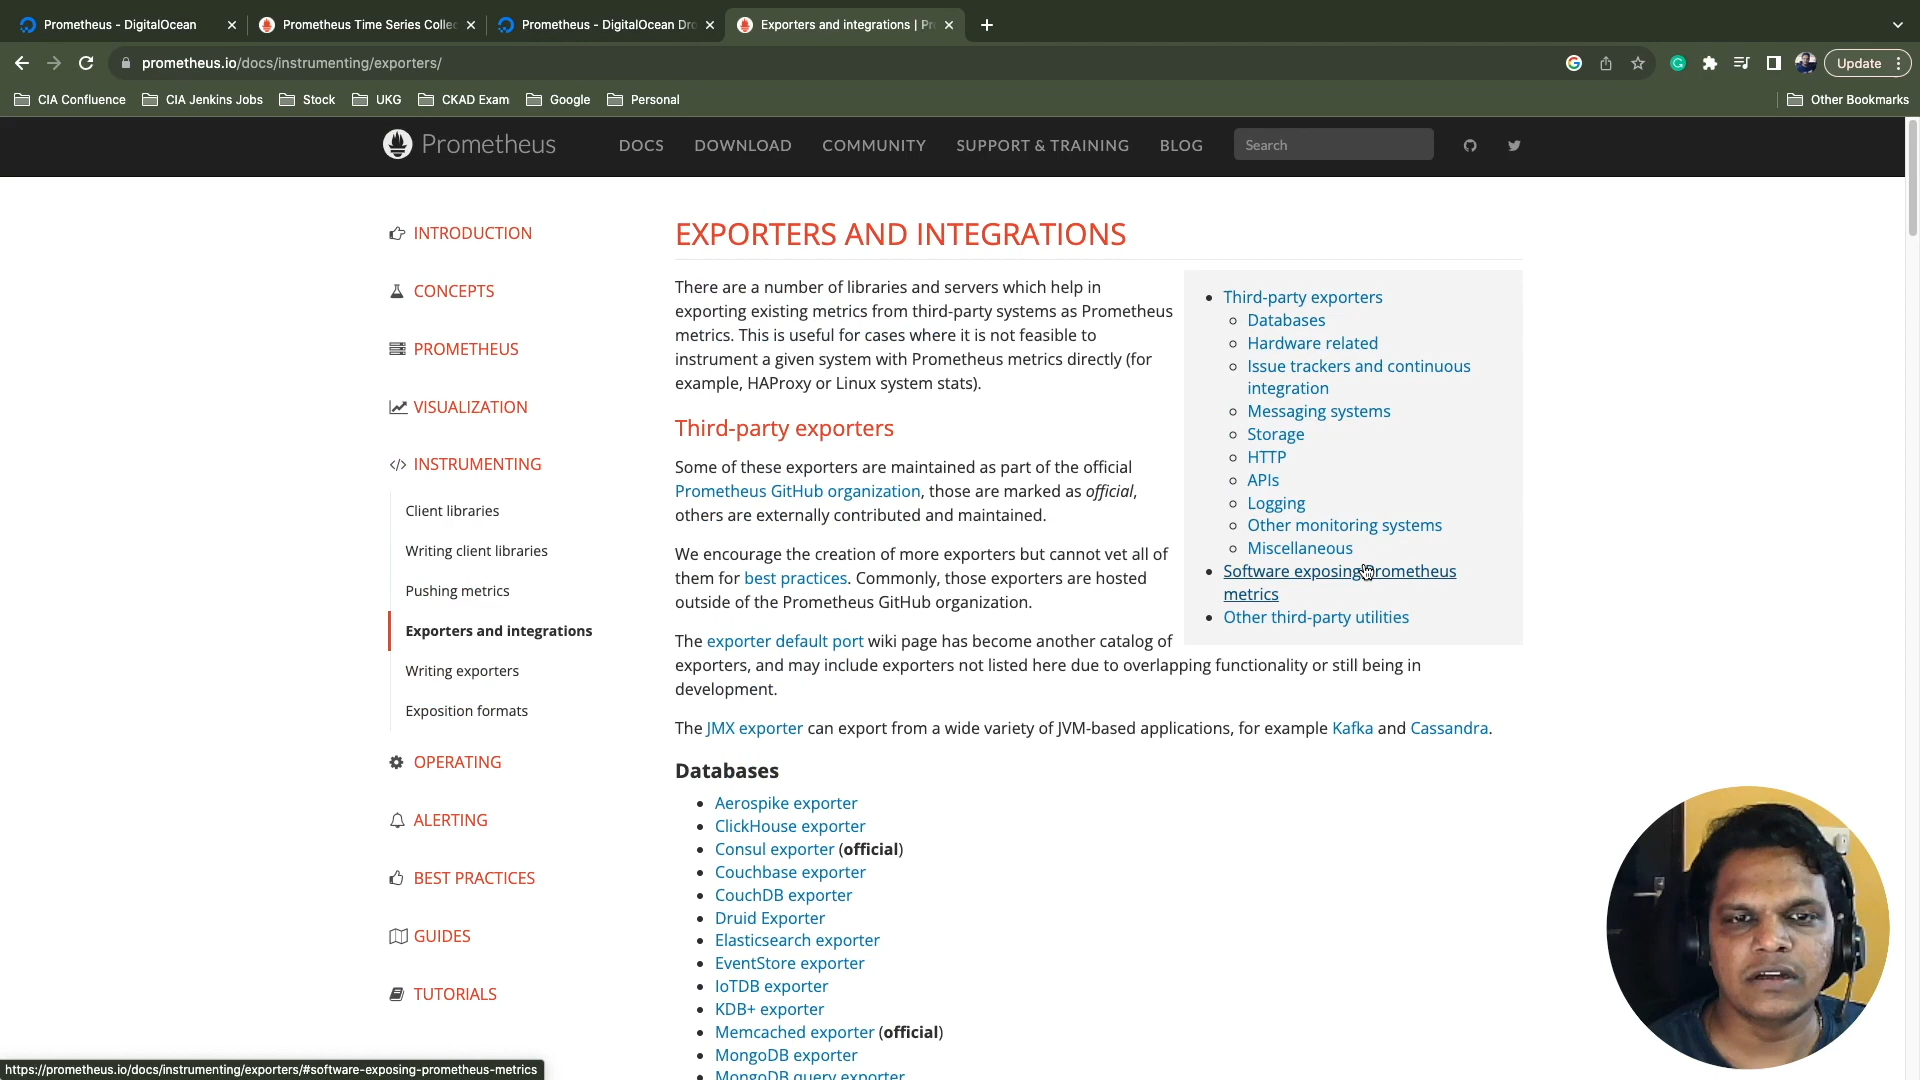 Prometheus - DigitalOcean
Prometheus Time Series Collec
Prometheus - DigitalOcean Dro
Exporters and integrations | Pr
prometheus.io/docs/instrumenting/exporters/
Update
CIA Confluence
CIA Jenkins Jobs
Stock
UKG
CKAD Exam
Google
Personal
Other Bookmarks
Prometheus
DOCS
DOWNLOAD
COMMUNITY
SUPPORT & TRAINING
BLOG
Search
INTRODUCTION
CONCEPTS
PROMETHEUS
VISUALIZATION
INSTRUMENTING
Client libraries
Writing client libraries
Pushing metrics
Exporters and integrations
Writing exporters
Exposition formats
OPERATING
ALERTING
BEST PRACTICES
GUIDES
TUTORIALS
EXPORTERS AND INTEGRATIONS
There are a number of libraries and servers which help in
exporting existing metrics from third-party systems as Prometheus
metrics. This is useful for cases where it is not feasible to
instrument a given system with Prometheus metrics directly (for
example, HAProxy or Linux system stats).
Third-party exporters
Databases
Hardware related
Issue trackers and continuous
integration
Messaging systems
Storage
HTTP
APIs
Logging
Other monitoring systems
Miscellaneous
Software exposing Prometheus
metrics
Other third-party utilities
Third-party exporters
Some of these exporters are maintained as part of the official
Prometheus GitHub organization, those are marked as official,
others are externally contributed and maintained.
We encourage the creation of more exporters but cannot vet all of
them for best practices. Commonly, those exporters are hosted
outside of the Prometheus GitHub organization.
The exporter default port wiki page has become another catalog of
exporters, and may include exporters not listed here due to overlapping functionality or still being in
development.
The JMX exporter can export from a wide variety of JVM-based applications, for example Kafka and Cassandra.
Databases
Aerospike exporter
ClickHouse exporter
Consul exporter (official)
Couchbase exporter
CouchDB exporter
Druid Exporter
Elasticsearch exporter
EventStore exporter
IoTDB exporter
KDB+ exporter
Memcached exporter (official)
MongoDB exporter
MongoDB query exporter
https://prometheus.io/docs/instrumenting/exporters/#software-exposing-prometheus-metrics